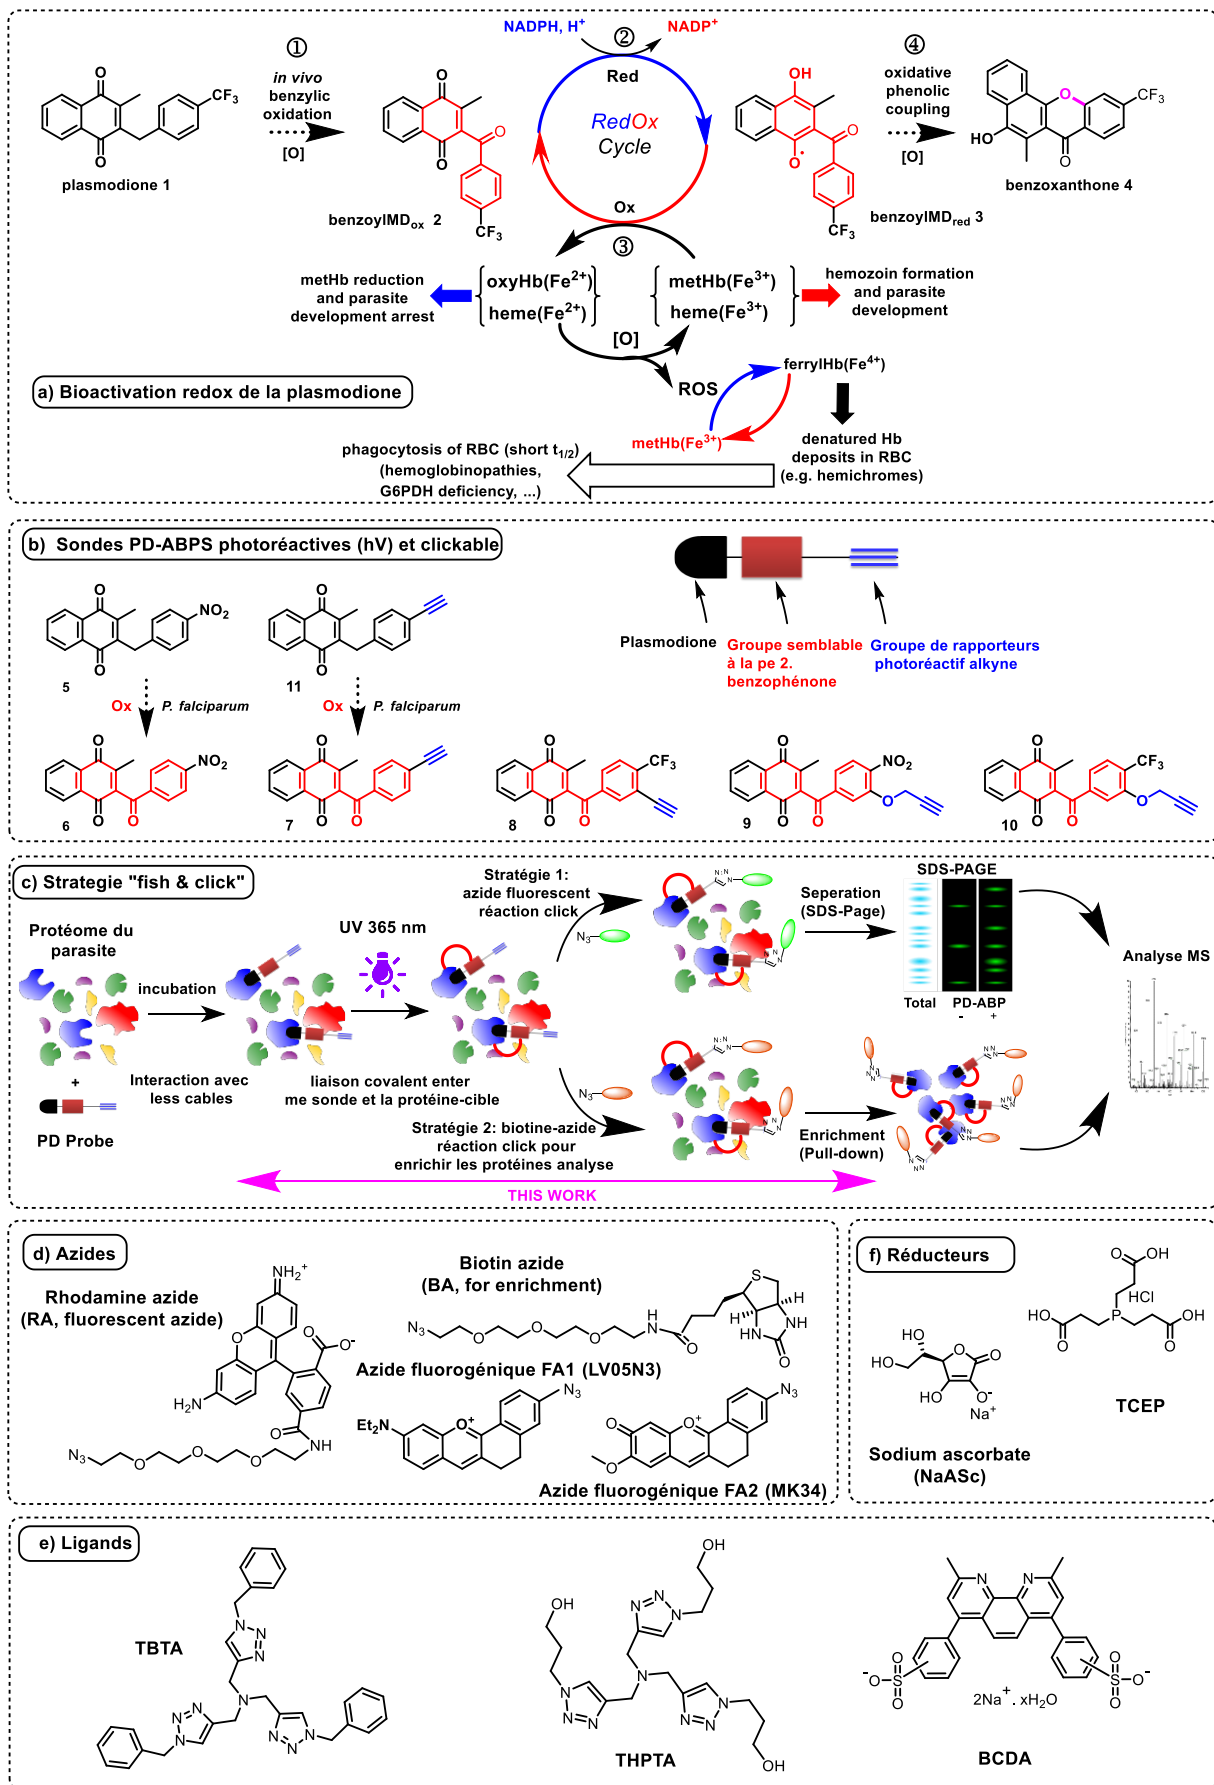 ①
②
④
NADPH, H⁺
NADP⁺
in vivo
benzylic
oxidation
[O]
Red
RedOx
Cycle
Ox
oxidative
phenolic
coupling
[O]
O
O
CF₃
plasmodione 1
O
O
O
CF₃
benzoylMD_ox 2
OH
O
O
•
CF₃
benzoylMD_red 3
O
O
HO
CF₃
benzoxanthone 4
③
metHb reduction
and parasite
development arrest
oxyHb(Fe²⁺)
heme(Fe²⁺)
metHb(Fe³⁺)
heme(Fe³⁺)
hemozoin formation
and parasite
development
[O]
ROS
ferrylHb(Fe⁴⁺)
metHb(Fe³⁺)
denatured Hb
deposits in RBC
(e.g. hemichromes)
phagocytosis of RBC (short t₁/₂)
(hemoglobinopathies,
G6PDH deficiency, ...)
a) Bioactivation redox de la plasmodione
b) Sondes PD-ABPS photoréactives (hV) et clickable
Plasmodione
Groupe semblable
à la pe 2.
benzophénone
Groupe de rapporteurs
photoréactif alkyne
O
O
NO₂
5
O
O
11
Ox
P. falciparum
Ox
P. falciparum
O
O
O
NO₂
6
O
O
O
7
O
O
O
CF₃
8
O
O
O
NO₂
O
9
O
O
O
CF₃
O
10
c) Strategie "fish & click"
Protéome du
parasite
+
PD Probe
incubation
Interaction avec
less cables
UV 365 nm
liaison covalent enter
me sonde et la protéine-cible
Stratégie 1:
azide fluorescent
réaction click
N₃
Stratégie 2: biotine-azide
réaction click pour
enrichir les protéines analyse
N₃
Seperation
(SDS-Page)
SDS-PAGE
Total
PD-ABP
-
+
Enrichment
(Pull-down)
Analyse MS
THIS WORK
d) Azides
Rhodamine azide
(RA, fluorescent azide)
NH₂⁺
O
H₂N
O
O⁻
O
NH
N₃
O
O
O
Biotin azide
(BA, for enrichment)
N₃
O
O
O
H
N
O
S
H
H
HN
NH
O
Azide fluorogénique FA1 (LV05N3)
Et₂N
O⁺
N₃
O
O
O⁺
N₃
Azide fluorogénique FA2 (MK34)
f) Réducteurs
O
OH
HCl
OH
O
P
OH
O
TCEP
HO
HO
O
O
HO
O⁻
Na⁺
Sodium ascorbate
(NaASc)
e) Ligands
TBTA
N
N
N
N
N
N
N
N
N
N
THPTA
OH
OH
OH
N
N
N
N
N
N
N
N
N
N
BCDA
N
N
⁻O
O
S
O
O
S
O
O⁻
2Na⁺ . xH₂O